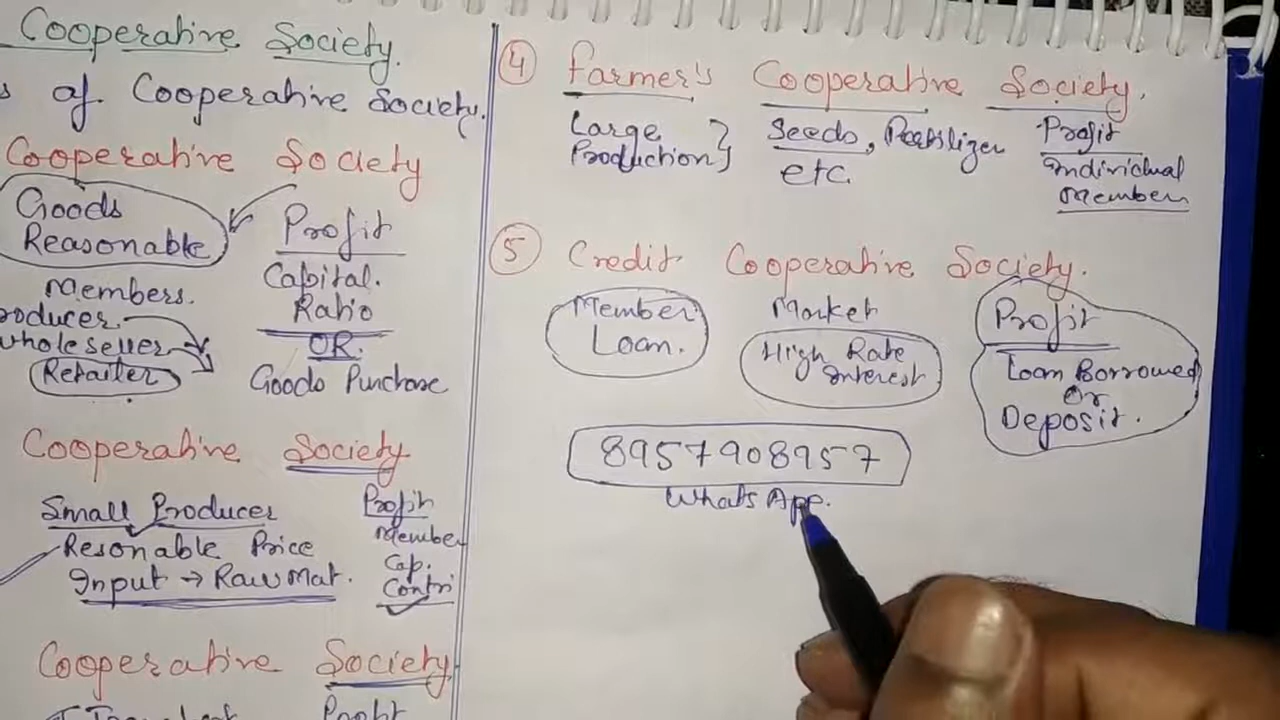 Cooperative Society.
s of Cooperative Society.
Cooperative Society
Goods
Reasonable
Profit
Capital.
Ratio
OR.
Goods Purchase
Members.
roducer.
wholeseller
Retailer
Cooperative Society
Small Producer
Resonable Price
Input → Raw Mat.
Profit
Member
Cap.
Contri
Cooperative Society
Profit
④ Farmer's Cooperative Society.
Large
Production }
Seeds,
etc.
Profit
Individual
Member
⑤ Credit Cooperative Society.
Member
Loan.
Market
High Rate
Interest
Profit
Loan Borrowed
Or
Deposit.
8957908957
WhatsApp.